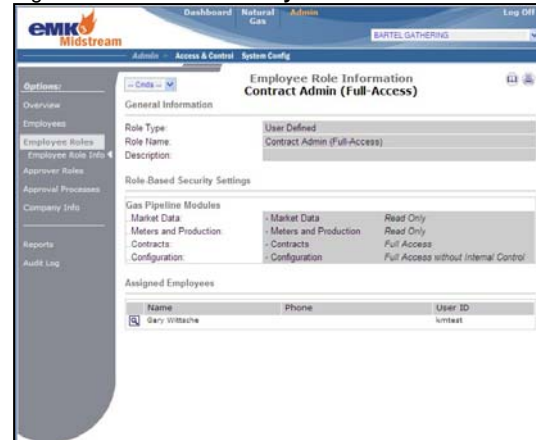 eMK
Midstream
Dashboard Natural Gas Admin Log Off
BARTEL GATHERING
Admin Access & Control System Config
Options:
Overview
Employees
Employee Roles
Employee Role Info
Approver Roles
Approval Processes
Company Info
Reports
Audit Log
-- Cmds --
Employee Role Information
Contract Admin (Full-Access)
General Information
Role Type: User Defined
Role Name: Contract Admin (Full-Access)
Description:
Role-Based Security Settings
Gas Pipeline Modules
..Market Data: - Market Data Read Only
..Meters and Production: - Meters and Production Read Only
..Contracts: - Contracts Full Access
..Configuration: - Configuration Full Access without Internal Control
Assigned Employees
Name Phone User ID
Gary Wittsche kmtest